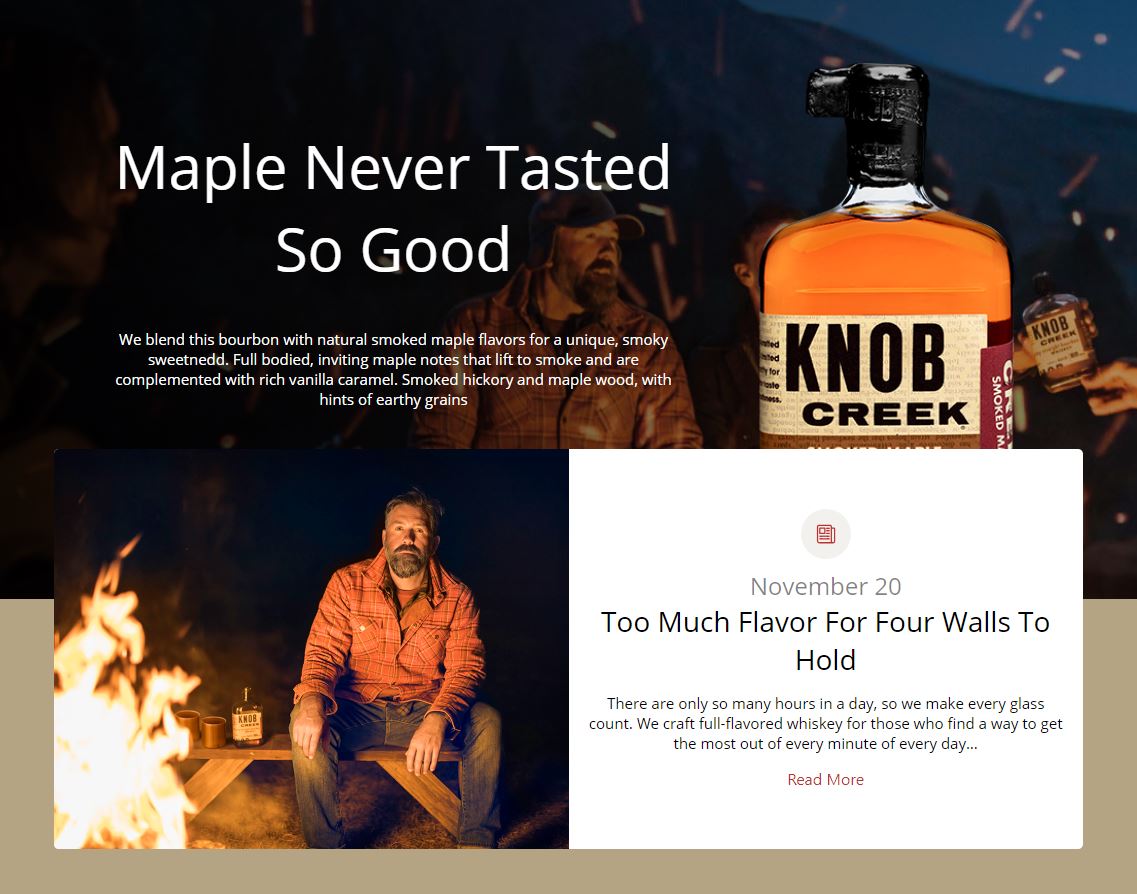 Maple Never Tasted
So Good
We blend this bourbon with natural smoked maple flavors for a unique, smoky
sweetnedd. Full bodied, inviting maple notes that lift to smoke and are
complemented with rich vanilla caramel. Smoked hickory and maple wood, with
hints of earthy grains
KNOB
CREEK
KNOB
CREEK
KNOB
CREEK
November 20
Too Much Flavor For Four Walls To
Hold
There are only so many hours in a day, so we make every glass
count. We craft full-flavored whiskey for those who find a way to get
the most out of every minute of every day...
Read More